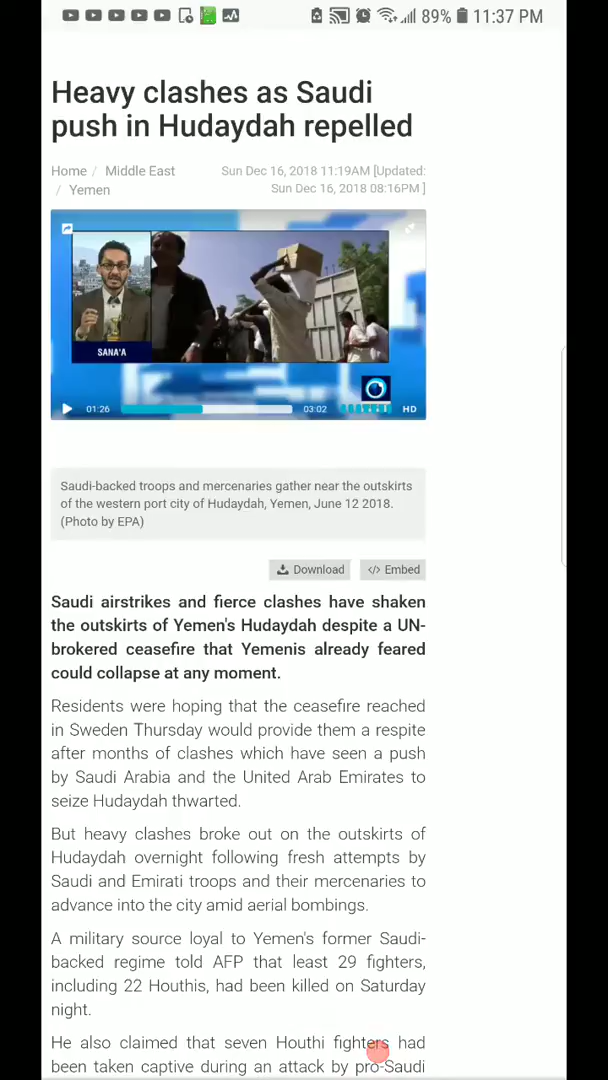 89% 11:37 PM
Heavy clashes as Saudi
push in Hudaydah repelled
Home / Middle East
/ Yemen
Sun Dec 16, 2018 11:19AM [Updated:
Sun Dec 16, 2018 08:16PM ]
SANA'A
01:26
03:02
HD
Saudi-backed troops and mercenaries gather near the outskirts
of the western port city of Hudaydah, Yemen, June 12 2018.
(Photo by EPA)
Download
</> Embed
Saudi airstrikes and fierce clashes have shaken
the outskirts of Yemen's Hudaydah despite a UN-
brokered ceasefire that Yemenis already feared
could collapse at any moment.
Residents were hoping that the ceasefire reached
in Sweden Thursday would provide them a respite
after months of clashes which have seen a push
by Saudi Arabia and the United Arab Emirates to
seize Hudaydah thwarted.
But heavy clashes broke out on the outskirts of
Hudaydah overnight following fresh attempts by
Saudi and Emirati troops and their mercenaries to
advance into the city amid aerial bombings.
A military source loyal to Yemen's former Saudi-
backed regime told AFP that least 29 fighters,
including 22 Houthis, had been killed on Saturday
night.
He also claimed that seven Houthi fighters had
been taken captive during an attack by pro-Saudi